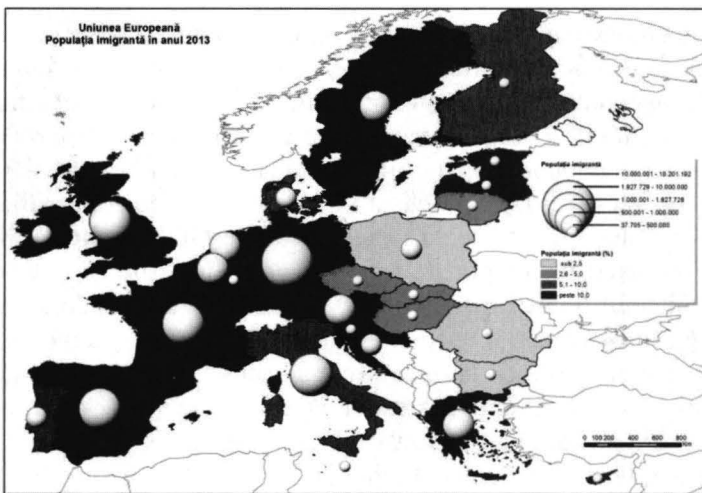 Uniunea Europeană
Populația imigrantă în anul 2013
Populația imigrantă
10.000.001 - 10.201.192
1.827.729 - 10.000.000
1.000.001 - 1.827.728
500.001 - 1.000.000
37.705 - 500.000
Populația imigrantă (%)
sub 2,5
2,6 - 5,0
5,1 - 10,0
peste 10,0
0 100 200 400 600 800